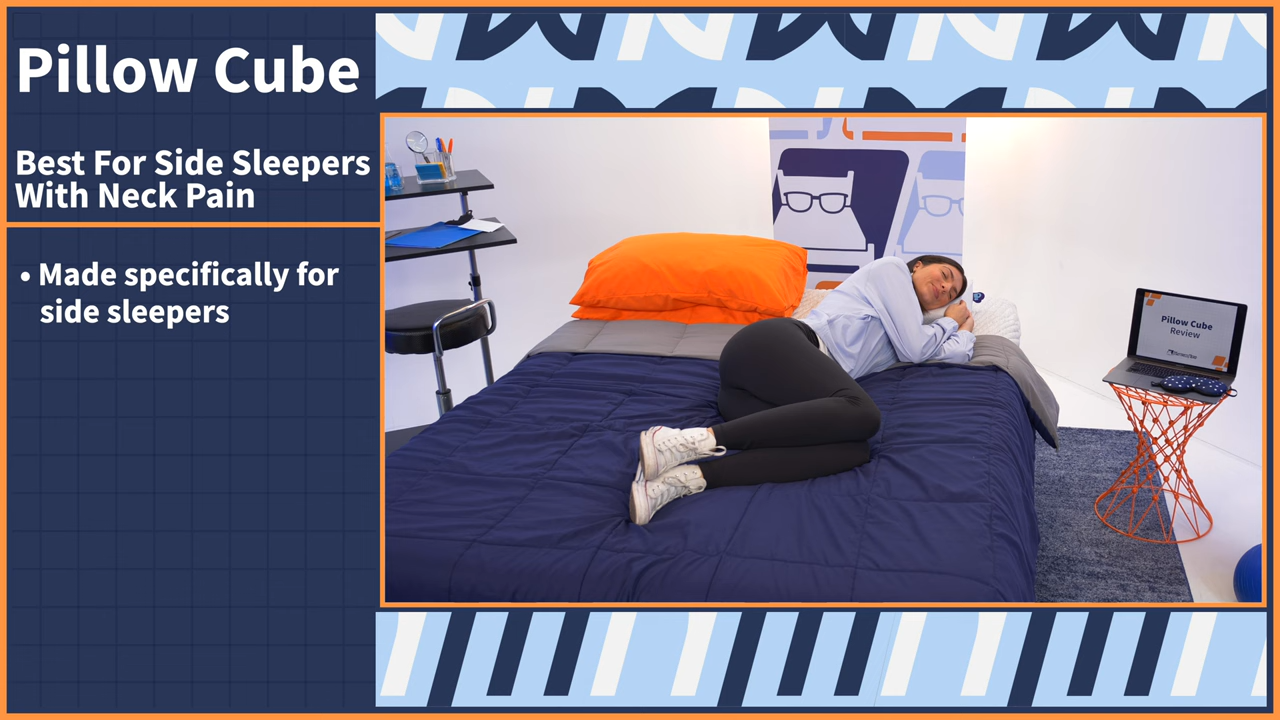 Pillow Cube
Best For Side Sleepers
With Neck Pain
• Made specifically for
side sleepers
Pillow Cube
Review